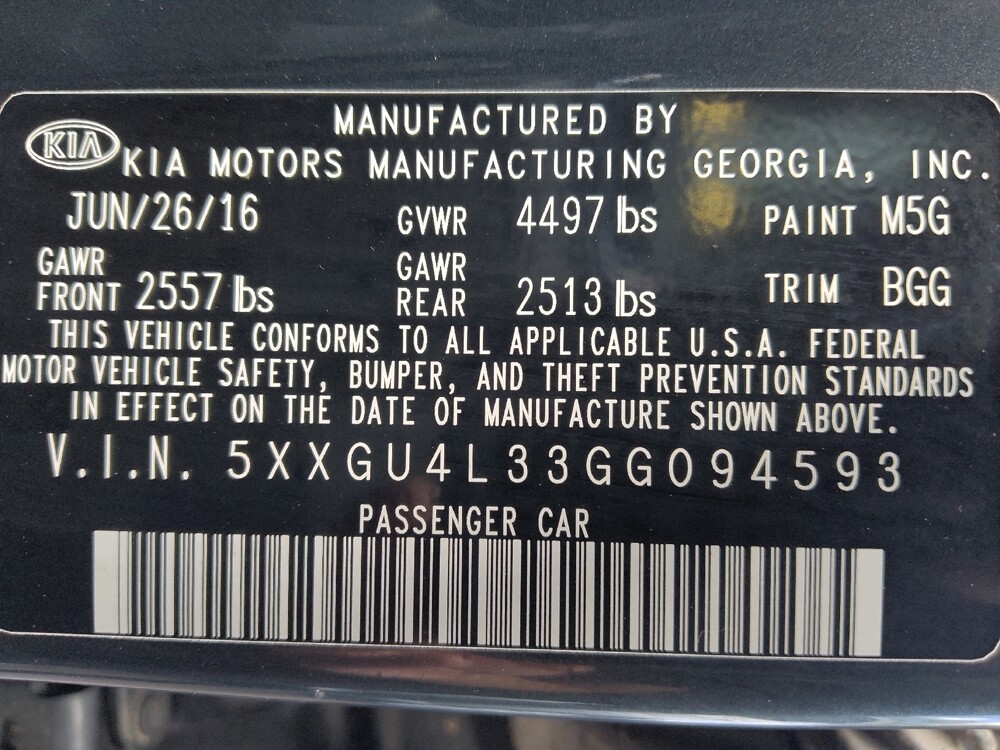 MANUFACTURED BY
KIA KIA MOTORS MANUFACTURING GEORGIA, INC.
JUN/26/16 GVWR 4497 lbs PAINT M5G
GAWR FRONT 2557 lbs GAWR REAR 2513 lbs TRIM BGG
THIS VEHICLE CONFORMS TO ALL APPLICABLE U.S.A. FEDERAL
MOTOR VEHICLE SAFETY, BUMPER, AND THEFT PREVENTION STANDARDS
IN EFFECT ON THE DATE OF MANUFACTURE SHOWN ABOVE.
V.I.N. 5XXGU4L33GG094593
PASSENGER CAR